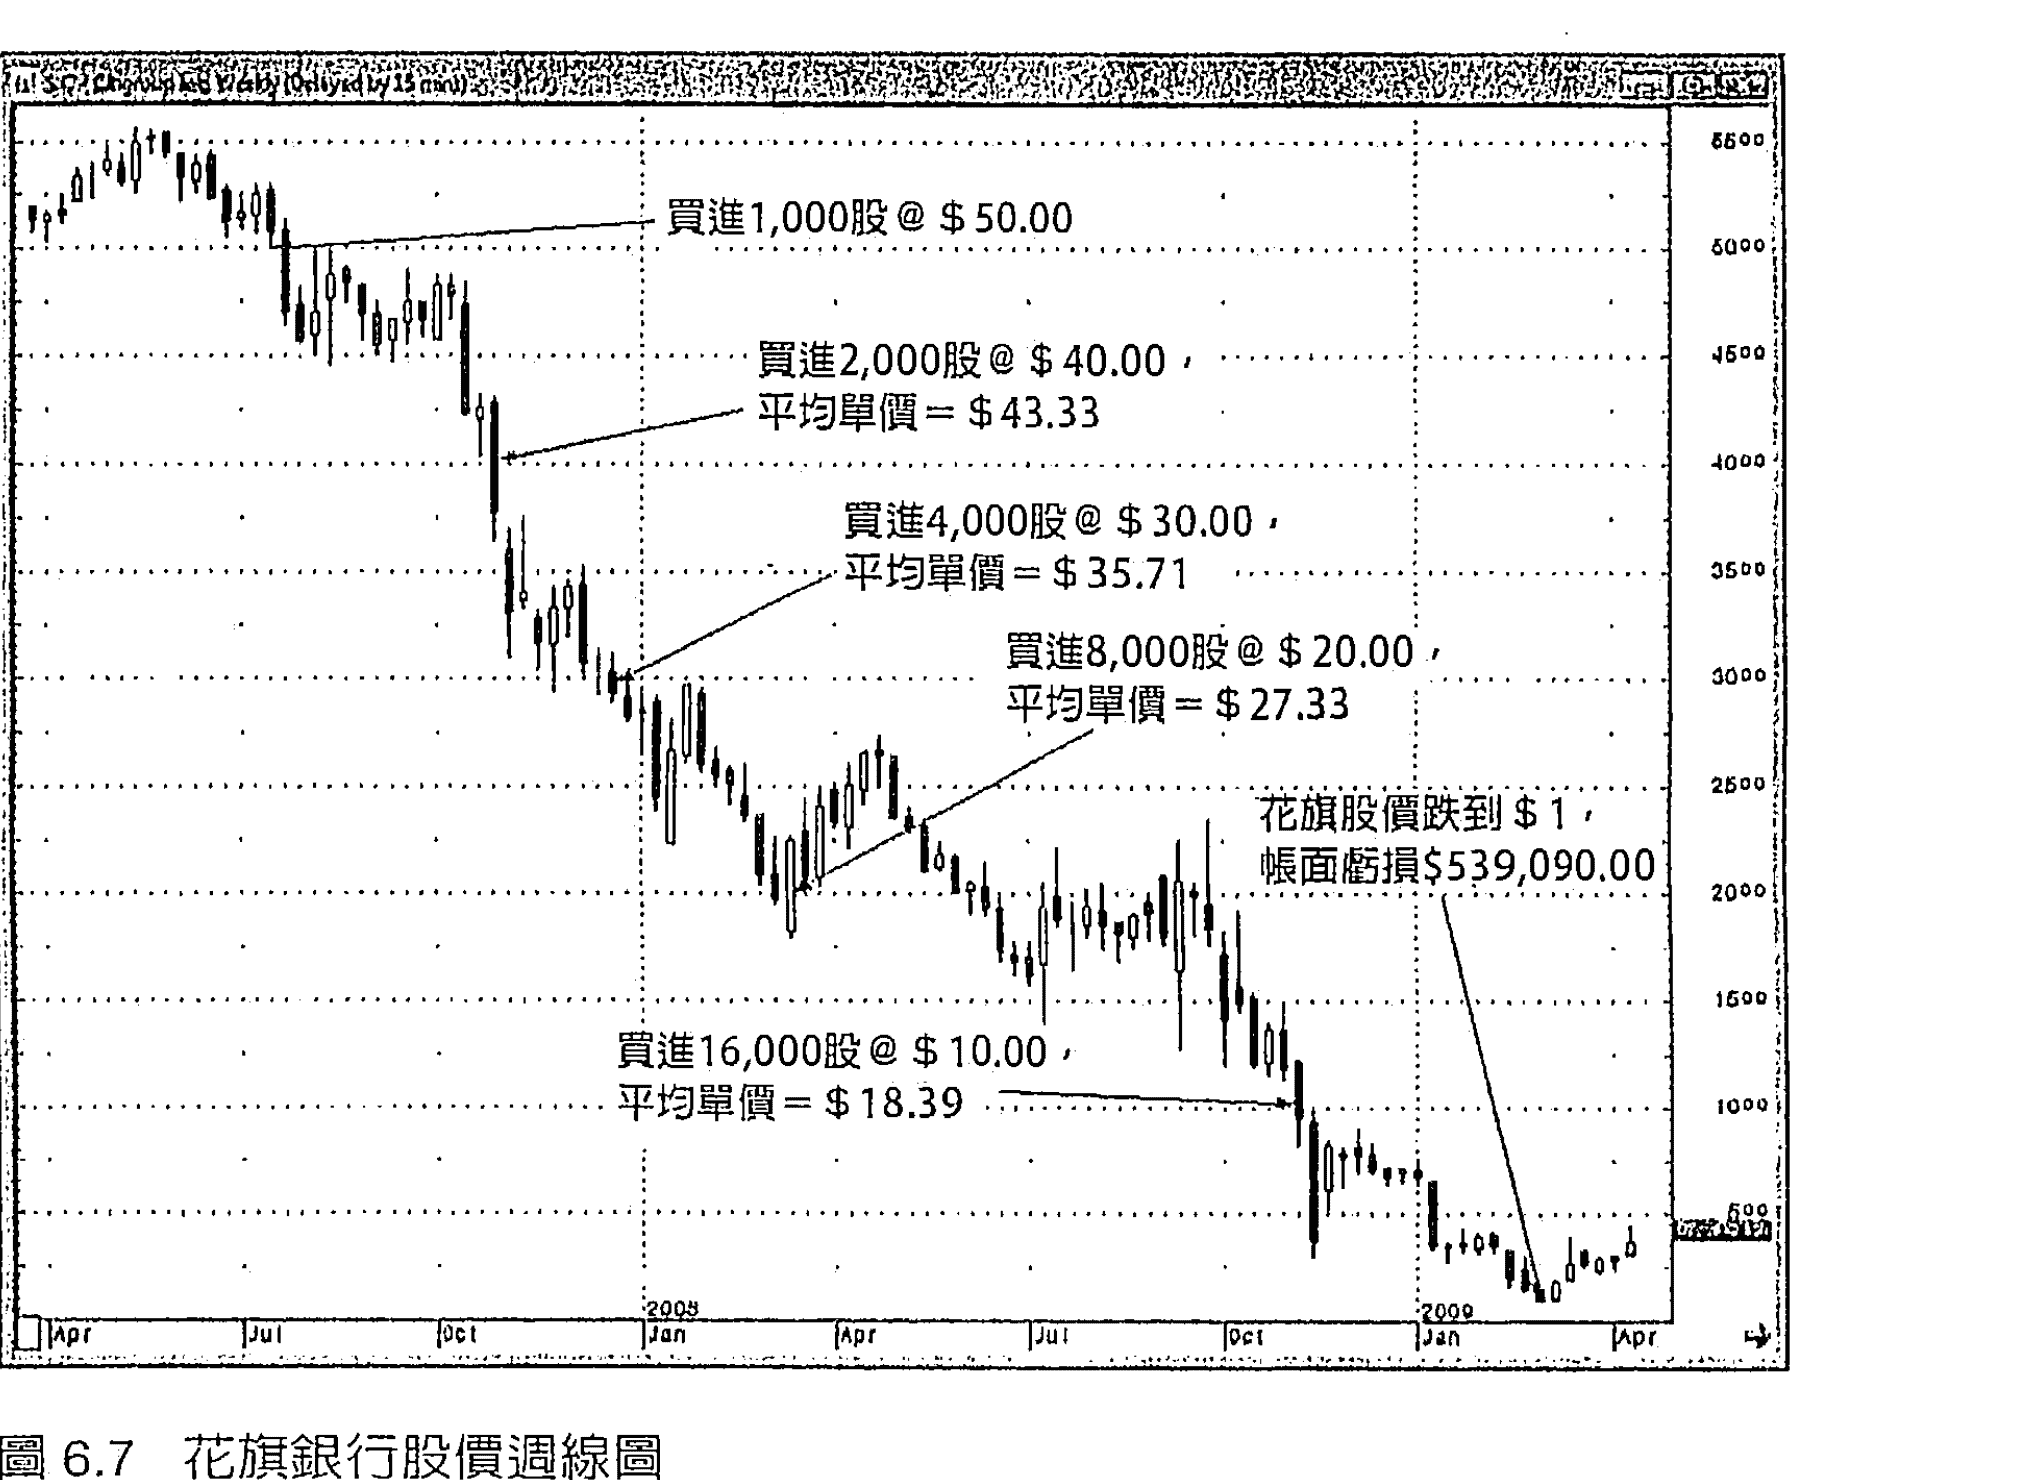 買進1,000股@ $50.00
買進2,000股@ $40.00，
平均單價＝$43.33
買進4,000股@ $30.00，
平均單價＝$35.71
買進8,000股@ $20.00，
平均單價＝$27.33
花旗股價跌到 $1，
帳面虧損$539,090.00
買進16,000股@ $10.00，
平均單價＝$18.39
5500
5000
4500
4000
3500
3000
2500
2000
1500
1000
500
2008
2009
Apr Jul Oct Jan Apr Jul Oct Jan Apr
圖 6.7 花旗銀行股價週線圖